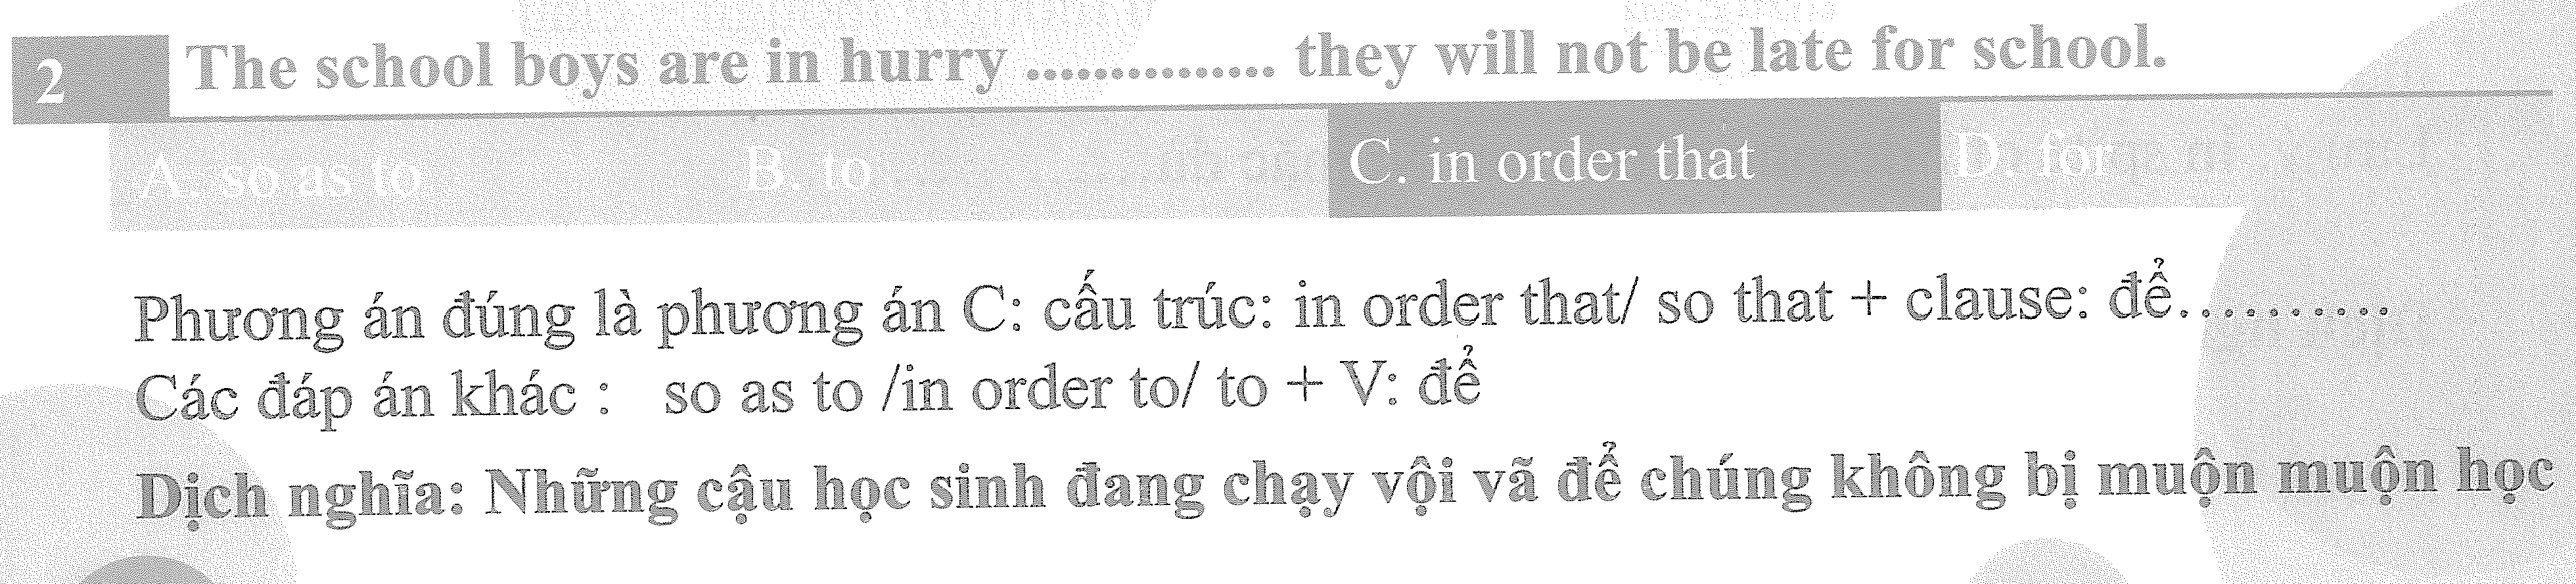 2 The school boys are in hurry .............. they will not be late for school.
A. so as to B. to C. in order that D. for
Phương án đúng là phương án C: cấu trúc: in order that/ so that + clause: để..........
Các đáp án khác : so as to /in order to/ to + V: để
Dịch nghĩa: Những cậu học sinh đang chạy vội vã để chúng không bị muộn muộn học